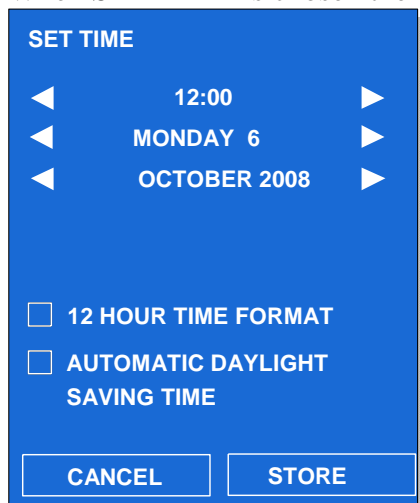 SET TIME
12:00
MONDAY 6
OCTOBER 2008
12 HOUR TIME FORMAT
AUTOMATIC DAYLIGHT
SAVING TIME
CANCEL STORE